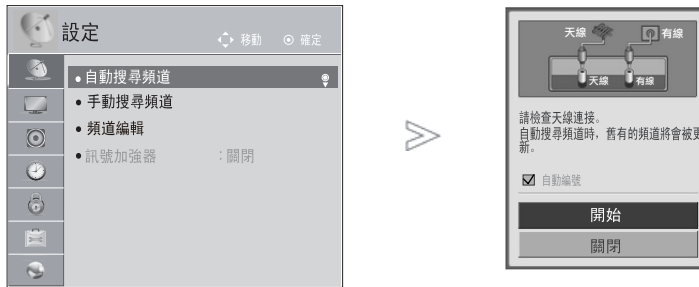 設定
移動 確定
自動搜尋頻道
手動搜尋頻道
頻道編輯
訊號加強器 : 關閉
天線 有線
天線 有線
請檢查天線連接。
自動搜尋頻道時, 舊有的頻道將會被更
新。
自動編號
開始
關閉